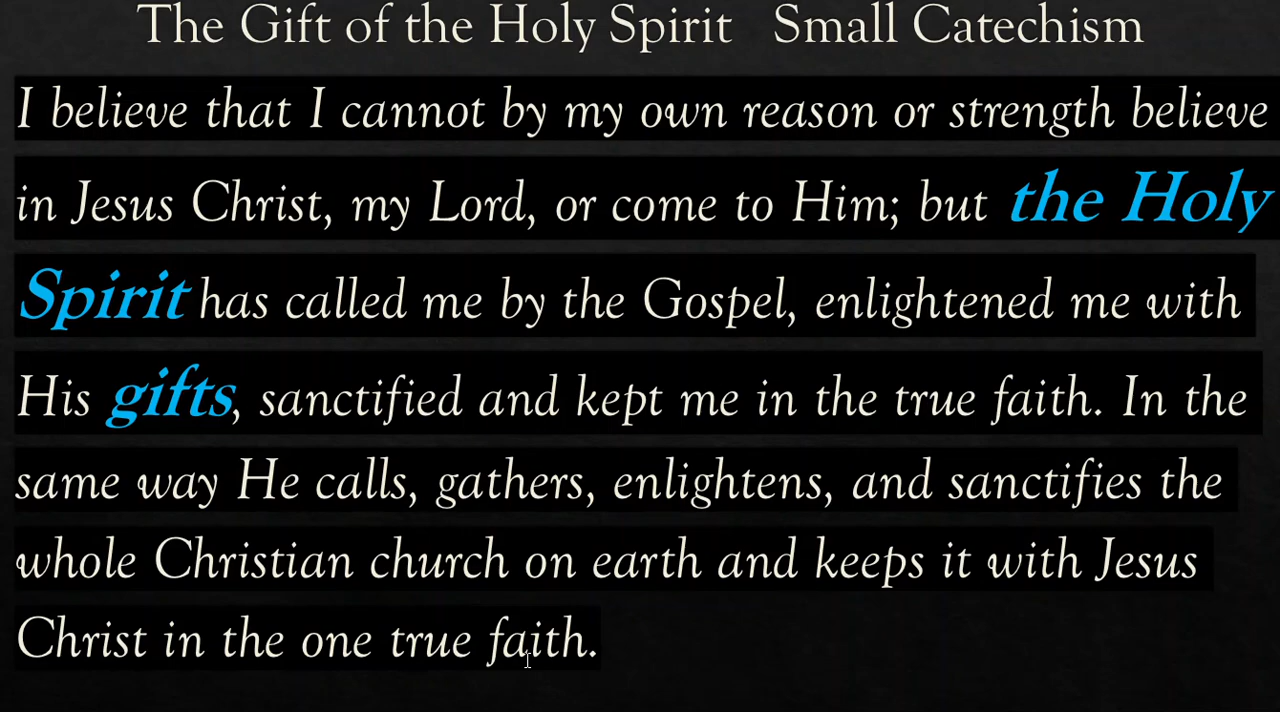 The Gift of the Holy Spirit Small Catechism
I believe that I cannot by my own reason or strength believe
in Jesus Christ, my Lord, or come to Him; but the Holy
Spirit has called me by the Gospel, enlightened me with
His gifts, sanctified and kept me in the true faith. In the
same way He calls, gathers, enlightens, and sanctifies the
whole Christian church on earth and keeps it with Jesus
Christ in the one true faith.